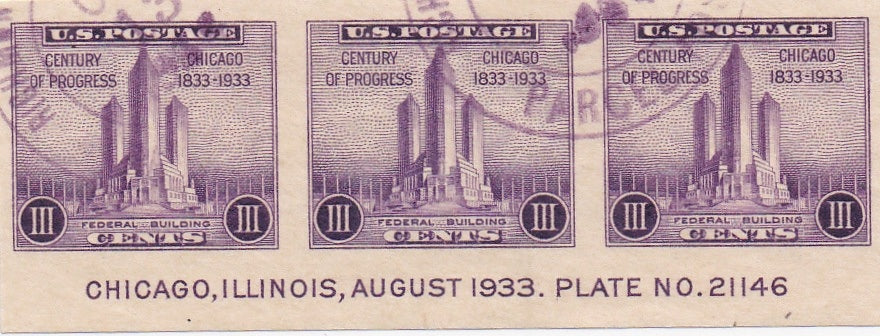 U.S. POSTAGE
CENTURY OF PROGRESS
CHICAGO 1833-1933
III III
FEDERAL BUILDING
CENTS
U.S. POSTAGE
CENTURY OF PROGRESS
CHICAGO 1833-1933
III III
FEDERAL BUILDING
CENTS
U.S. POSTAGE
CENTURY OF PROGRESS
CHICAGO 1833-1933
III III
FEDERAL BUILDING
CENTS
PARCEL
CHICAGO, ILLINOIS, AUGUST 1933. PLATE NO. 21146